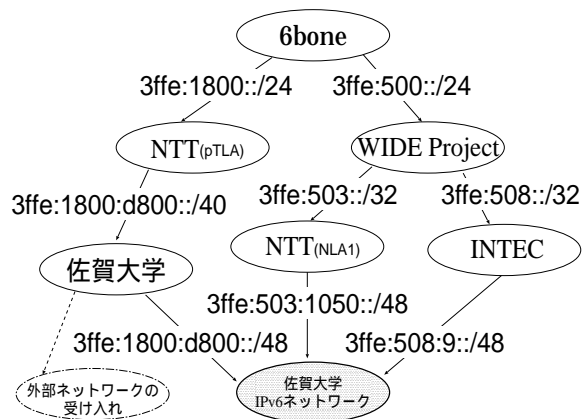 6bone
3ffe:1800::/24
3ffe:500::/24
NTT(pTLA)
WIDE Project
3ffe:1800:d800::/40
3ffe:503::/32
3ffe:508::/32
佐賀大学
NTT(NLA1)
INTEC
3ffe:503:1050::/48
3ffe:1800:d800::/48
3ffe:508:9::/48
外部ネットワークの
受け入れ
佐賀大学
IPv6ネットワーク